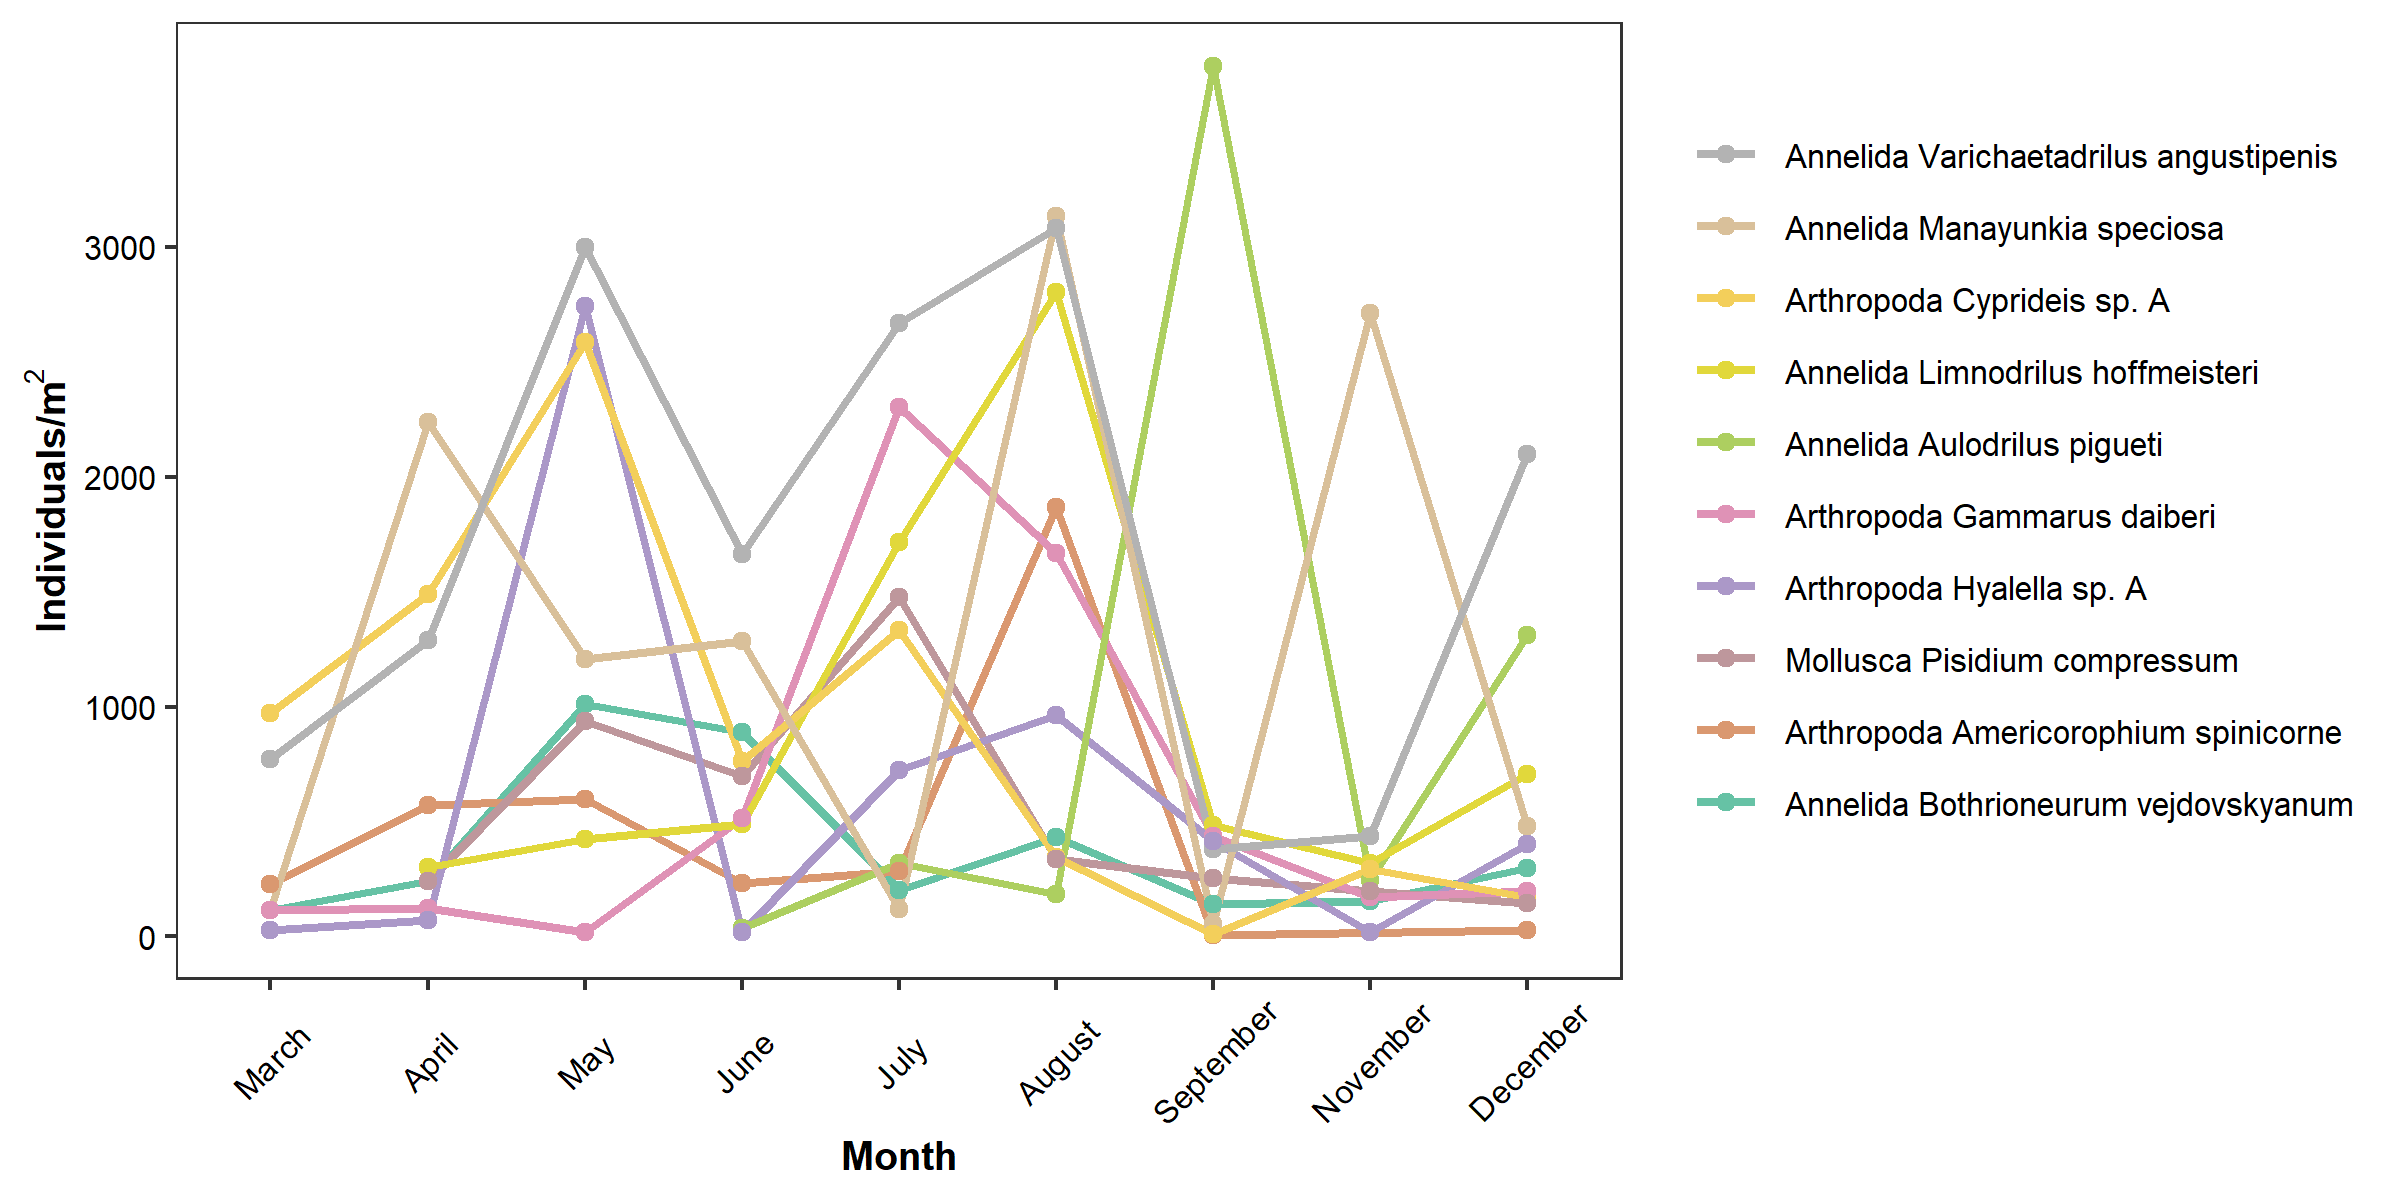 Individuals/m2
3000
2000
1000
0
March
April
May
June
July
August
September
November
December
Month
Annelida Varichaetadrilus angustipenis
Annelida Manayunkia speciosa
Arthropoda Cyprideis sp. A
Annelida Limnodrilus hoffmeisteri
Annelida Aulodrilus pigueti
Arthropoda Gammarus daiberi
Arthropoda Hyalella sp. A
Mollusca Pisidium compressum
Arthropoda Americorophium spinicorne
Annelida Bothrioneurum vejdovskyanum